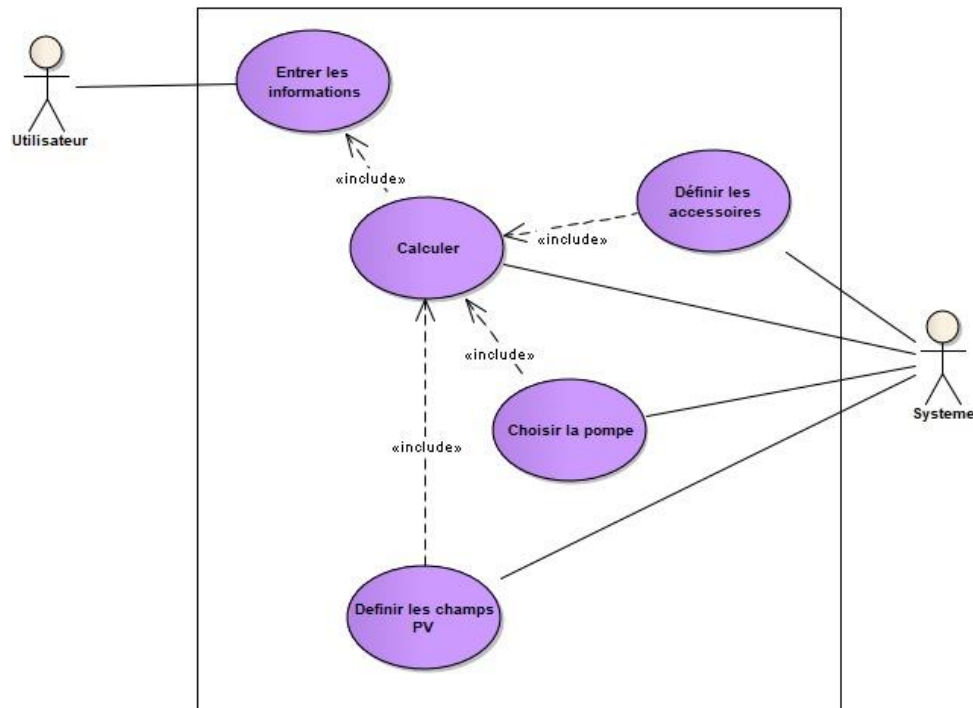 Entrer les
informations
Utilisateur
«include»
Définir les
accessoires
Calculer
«include»
«include»
Systeme
Choisir la pompe
«include»
Definir les champs
PV